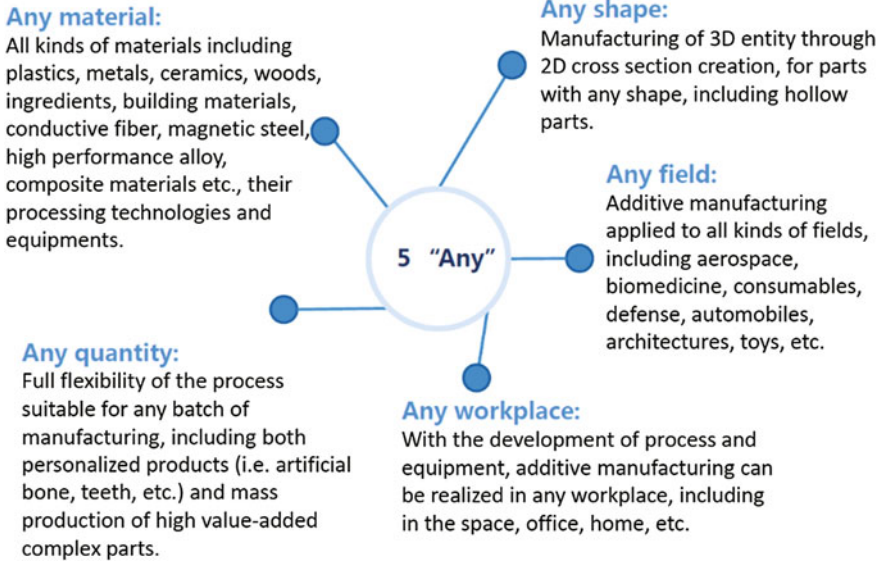 Any material:
All kinds of materials including
plastics, metals, ceramics, woods,
ingredients, building materials,
conductive fiber, magnetic steel,
high performance alloy,
composite materials etc., their
processing technologies and
equipments.
Any shape:
Manufacturing of 3D entity through
2D cross section creation, for parts
with any shape, including hollow
parts.
Any field:
Additive manufacturing
applied to all kinds of fields,
including aerospace,
biomedicine, consumables,
defense, automobiles,
architectures, toys, etc.
5 “Any”
Any quantity:
Full flexibility of the process
suitable for any batch of
manufacturing, including both
personalized products (i.e. artificial
bone, teeth, etc.) and mass
production of high value-added
complex parts.
Any workplace:
With the development of process and
equipment, additive manufacturing can
be realized in any workplace, including
in the space, office, home, etc.